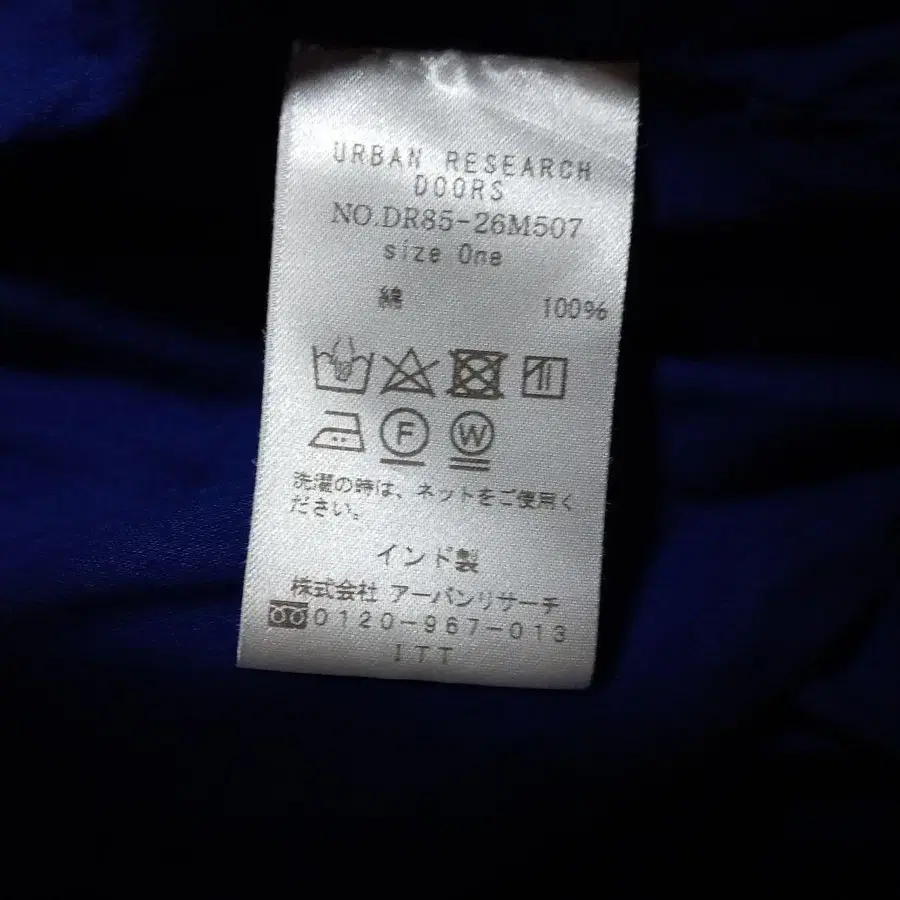 URBAN RESEARCH
DOORS
NO.DR85-26M507
size One
綿 100%
F W
洗濯の時は、ネットをご使用く
ださい。
インド製
株式会社 アーバンリサーチ
0120-967-013
ITT